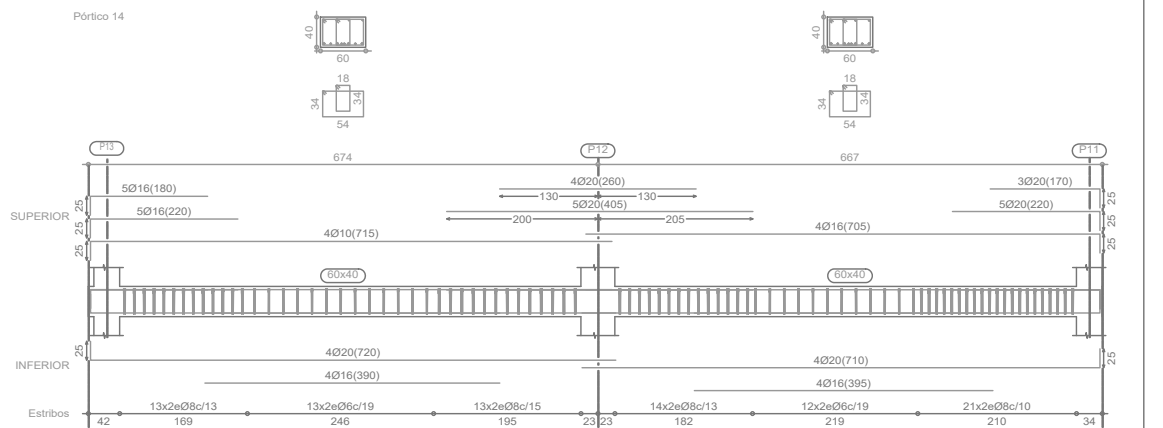 Pórtico 14
40
60
40
60
18
34
34
54
18
34
34
54
P13
674
P12
667
P11
SUPERIOR
25
5Ø16(180)
4Ø20(260)
130
130
3Ø20(170)
25
25
5Ø16(220)
5Ø20(405)
200
205
5Ø20(220)
25
25
4Ø10(715)
4Ø16(705)
25
60x40
60x40
INFERIOR
25
4Ø20(720)
4Ø20(710)
25
4Ø16(390)
4Ø16(395)
Estribos
13x2eØ8c/13
13x2eØ6c/19
13x2eØ8c/15
14x2eØ8c/13
12x2eØ6c/19
21x2eØ8c/10
42
169
246
195
23
23
182
219
210
34